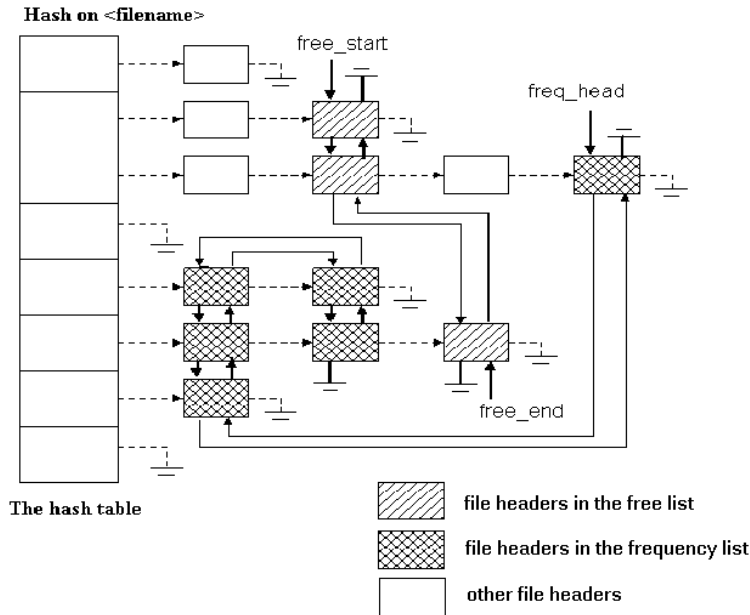 Hash on <filename>
free_start
freq_head
free_end
The hash table
file headers in the free list
file headers in the frequency list
other file headers